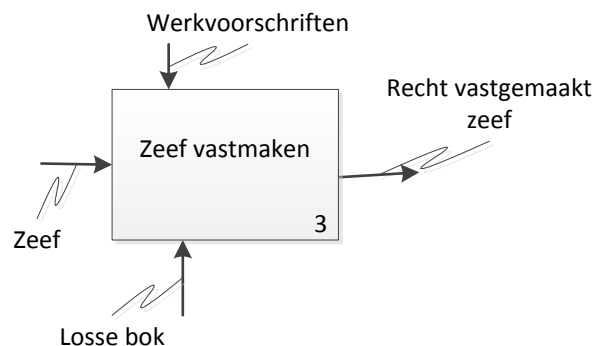 Werkvoorschriften
Recht vastgemaakt
zeef
Zeef vastmaken
3
Zeef
Losse bok